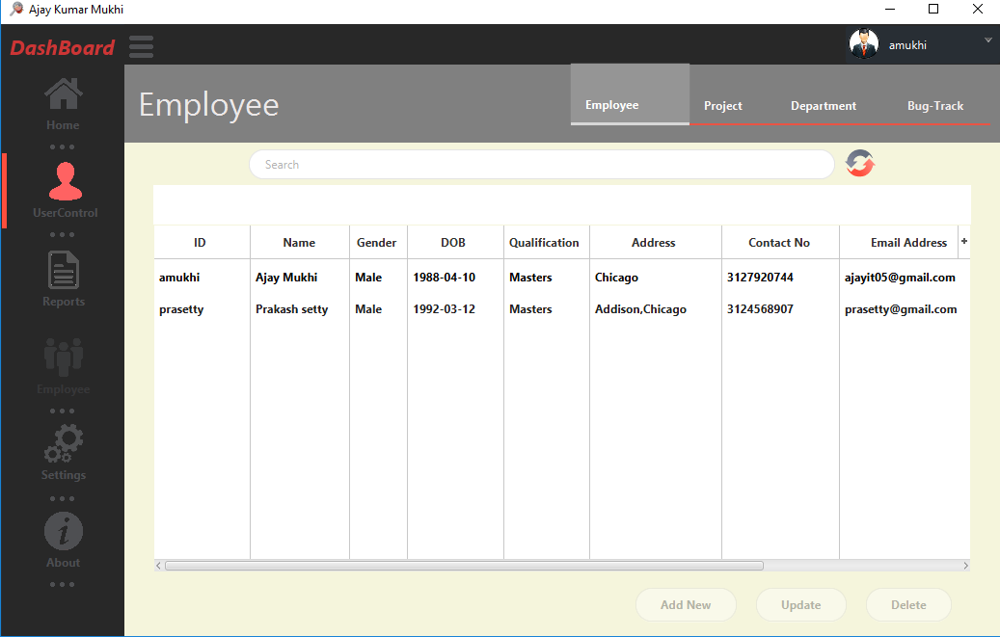 Ajay Kumar Mukhi
DashBoard
amukhi
Home
UserControl
Reports
Employee
Settings
About
Employee
Employee Project Department Bug-Track
Search
ID Name Gender DOB Qualification Address Contact No Email Address +
amukhi Ajay Mukhi Male 1988-04-10 Masters Chicago 3127920744 ajayit05@gmail.com
prasetty Prakash setty Male 1992-03-12 Masters Addison,Chicago 3124568907 prasetty@gmail.com
Add New Update Delete